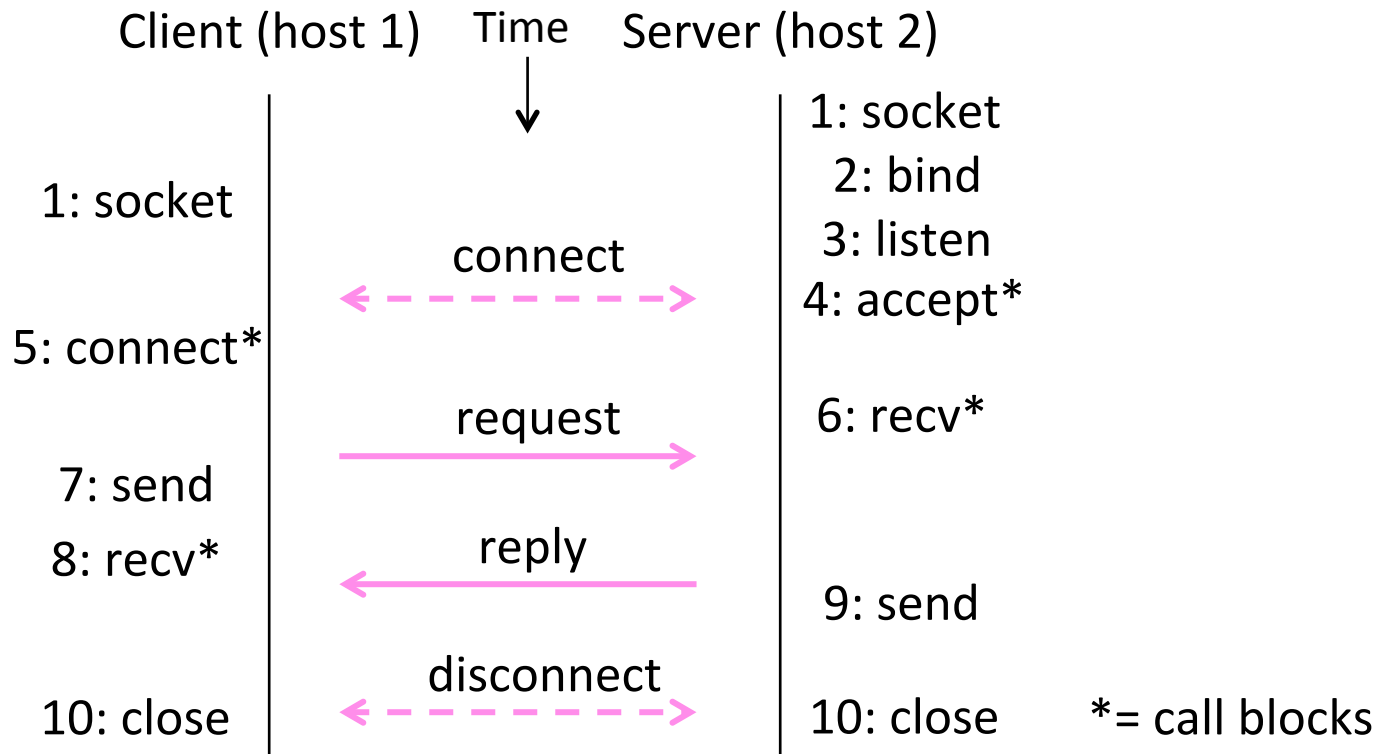 Client (host 1)
Time
Server (host 2)
1: socket
2: bind
1: socket
3: listen
connect
4: accept*
5: connect*
request
6: recv*
7: send
reply
8: recv*
9: send
disconnect
10: close
10: close
*= call blocks